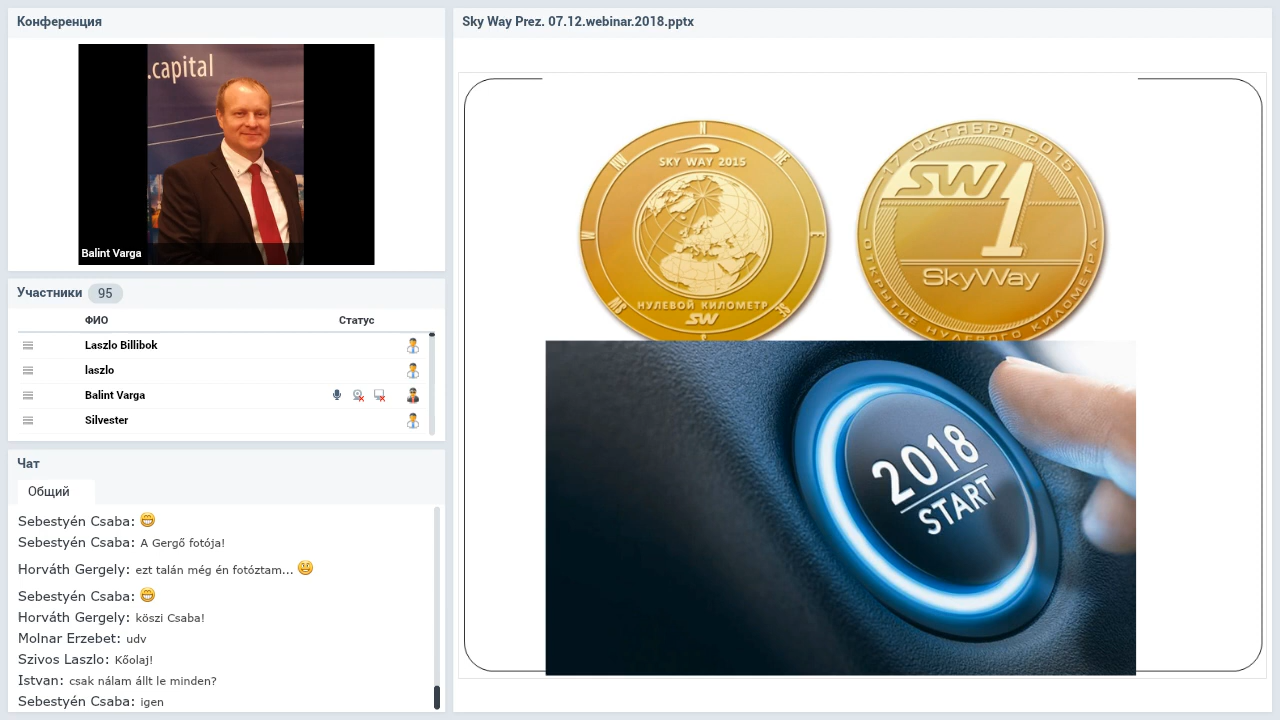 Конференция
.capital
Balint Varga
Участники 95
ФИО Статус
Laszlo Billibok
laszlo
Balint Varga
Silvester
Чат
Общий
Sebestyén Csaba:
Sebestyén Csaba: A Gergő fotója!
Horváth Gergely: ezt talán még én fotóztam...
Sebestyén Csaba:
Horváth Gergely: köszi Csaba!
Molnar Erzebet: udv
Szivos Laszlo: Kőolaj!
Istvan: csak nálam állt le minden?
Sebestyén Csaba: igen
Sky Way Prez. 07.12.webinar.2018.pptx
N
NW
NE
SKY WAY 2015
W
E
НУЛЕВОЙ КИЛОМЕТР
SW
17 ОКТЯБРЯ 2015
SW 1
SkyWay
ОТКРЫТИЕ НУЛЕВОГО КИЛОМЕТРА
2018
START